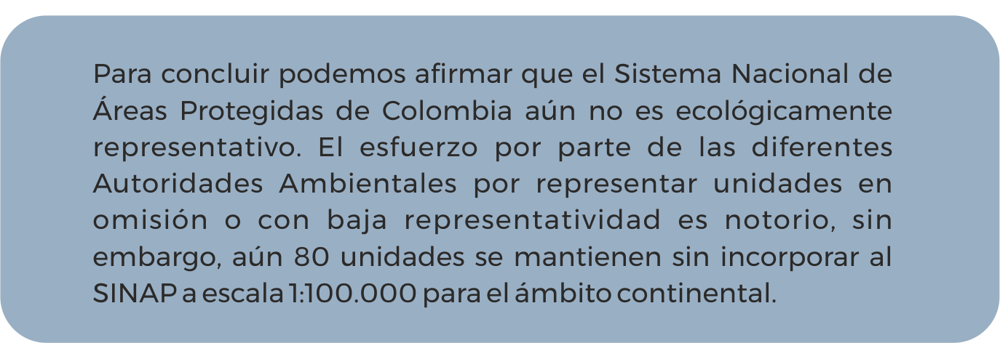 Para concluir podemos afirmar que el Sistema Nacional de
Áreas Protegidas de Colombia aún no es ecológicamente
representativo. El esfuerzo por parte de las diferentes
Autoridades Ambientales por representar unidades en
omisión o con baja representatividad es notorio, sin
embargo, aún 80 unidades se mantienen sin incorporar al
SINAP a escala 1:100.000 para el ámbito continental.